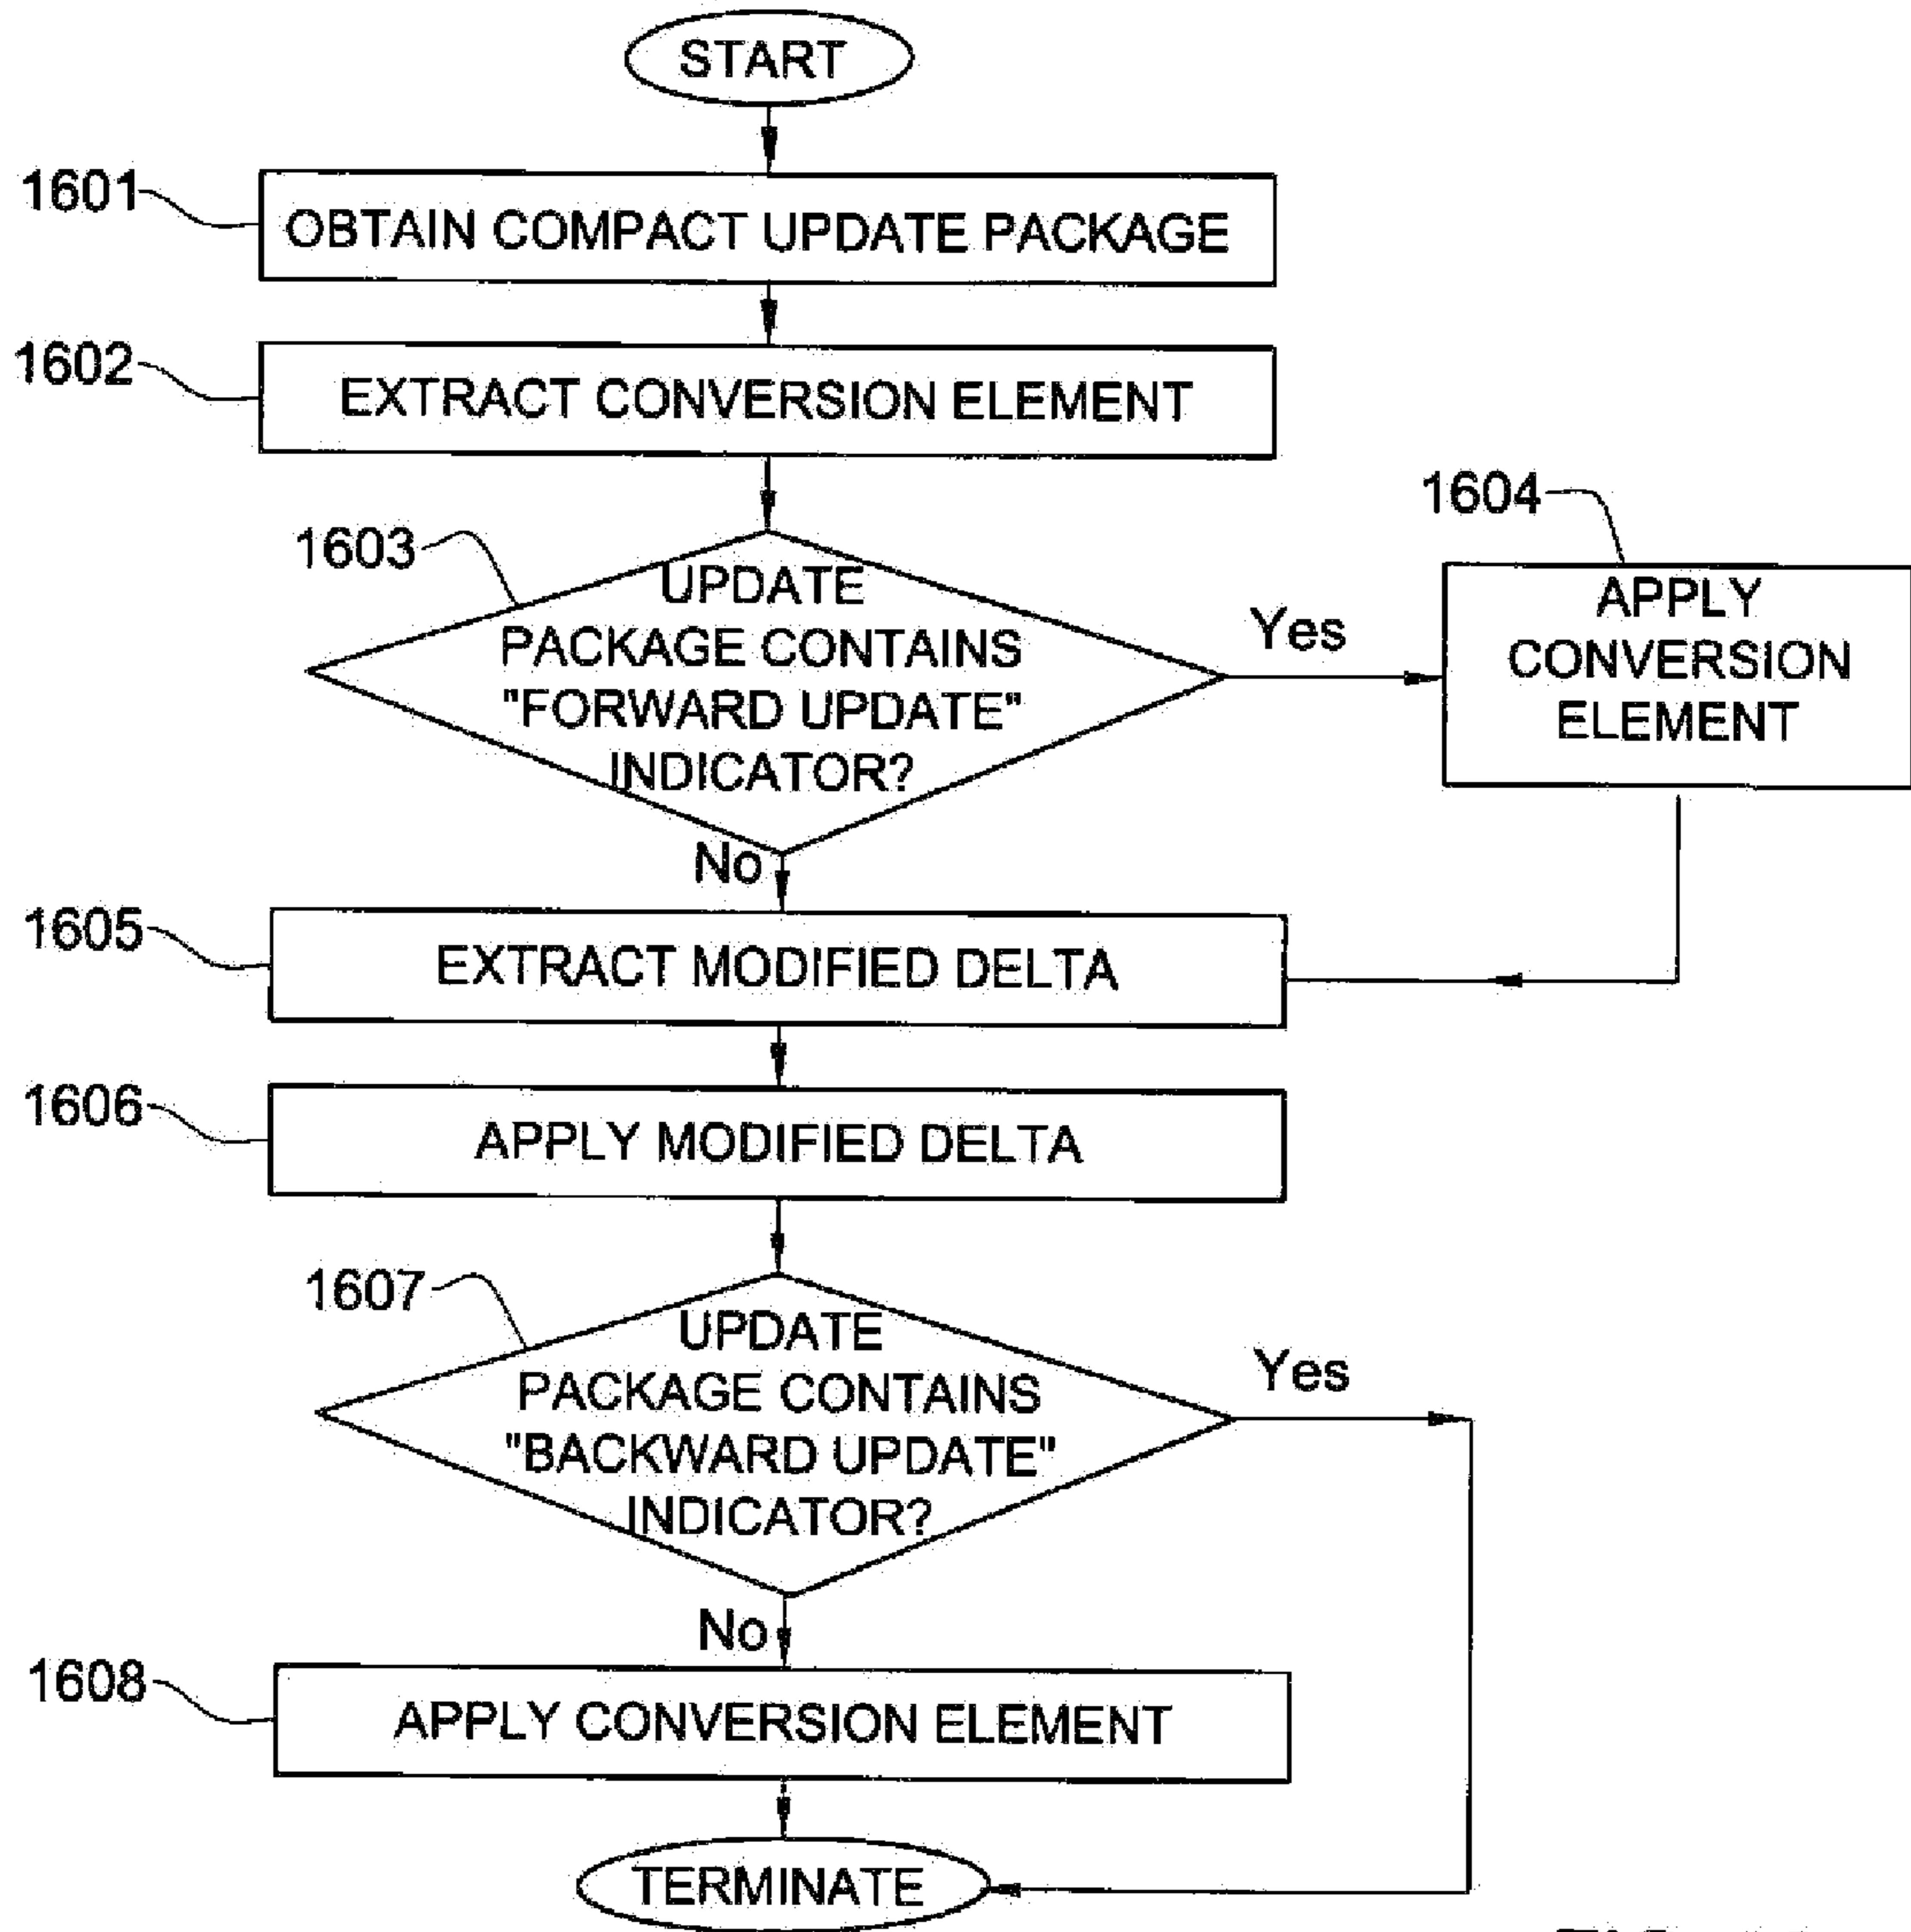 START
1601
OBTAIN COMPACT UPDATE PACKAGE
1602
EXTRACT CONVERSION ELEMENT
1603
UPDATE
PACKAGE CONTAINS
"FORWARD UPDATE"
INDICATOR?
Yes
1604
APPLY
CONVERSION
ELEMENT
No
1605
EXTRACT MODIFIED DELTA
1606
APPLY MODIFIED DELTA
1607
UPDATE
PACKAGE CONTAINS
"BACKWARD UPDATE"
INDICATOR?
Yes
No
1608
APPLY CONVERSION ELEMENT
TERMINATE